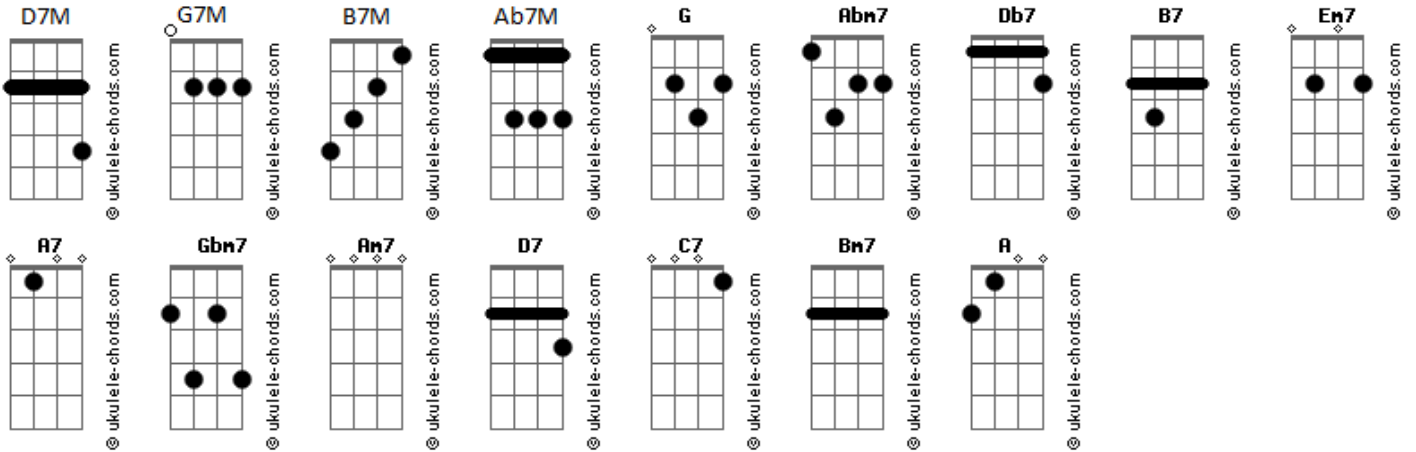 D7M G7M B7M Ab7M G Abm7 Db7 B7 Em7
© ukulele-chords.com © ukulele-chords.com © ukulele-chords.com © ukulele-chords.com © ukulele-chords.com © ukulele-chords.com © ukulele-chords.com © ukulele-chords.com © ukulele-chords.com
A7 Gbm7 Am7 D7 C7 Bm7 A
© ukulele-chords.com © ukulele-chords.com © ukulele-chords.com © ukulele-chords.com © ukulele-chords.com © ukulele-chords.com © ukulele-chords.com